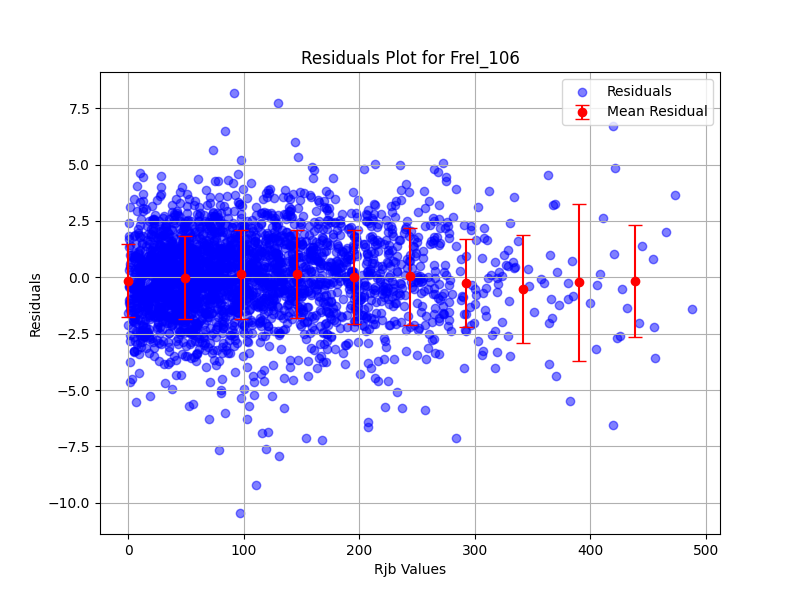 Residuals Plot for FreI_106
Residuals
Mean Residual
7.5
5.0
2.5
0.0
−2.5
−5.0
−7.5
−10.0
Residuals
0 100 200 300 400 500
Rjb Values